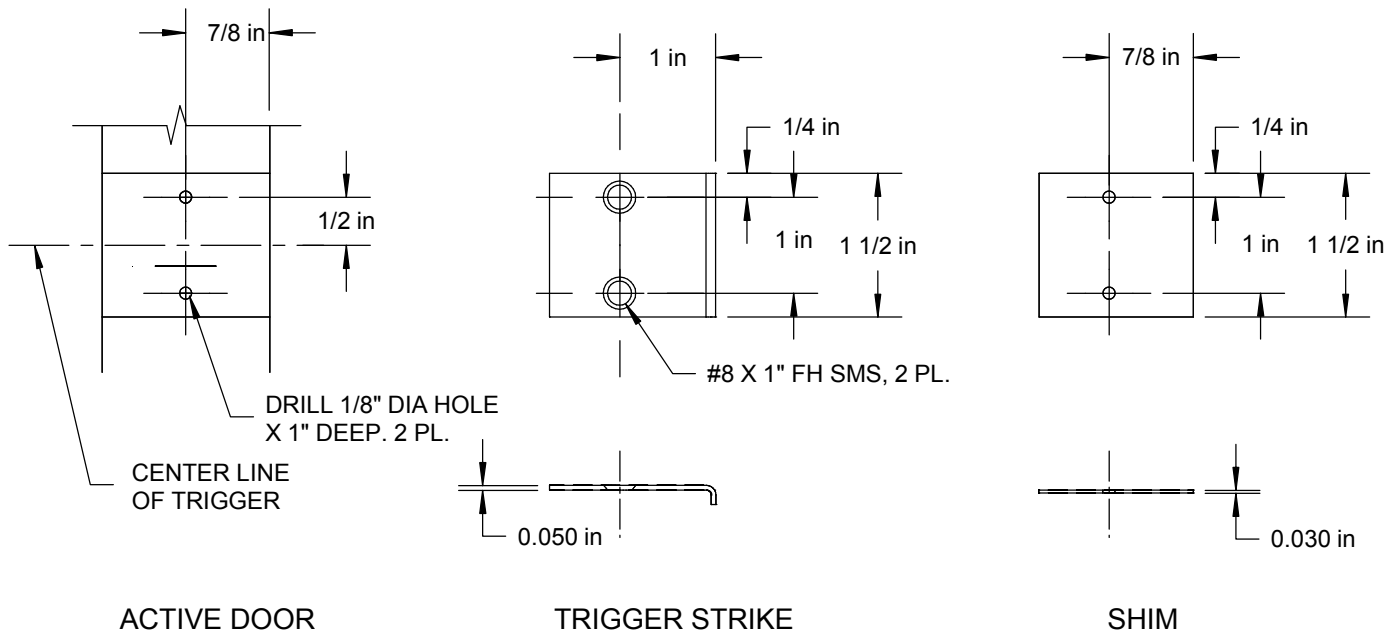 7/8 in
1/2 in
DRILL 1/8" DIA HOLE
X 1" DEEP. 2 PL.
CENTER LINE
OF TRIGGER
ACTIVE DOOR
1 in
1/4 in
1 in
1 1/2 in
#8 X 1" FH SMS, 2 PL.
0.050 in
TRIGGER STRIKE
7/8 in
1/4 in
1 in
1 1/2 in
0.030 in
SHIM